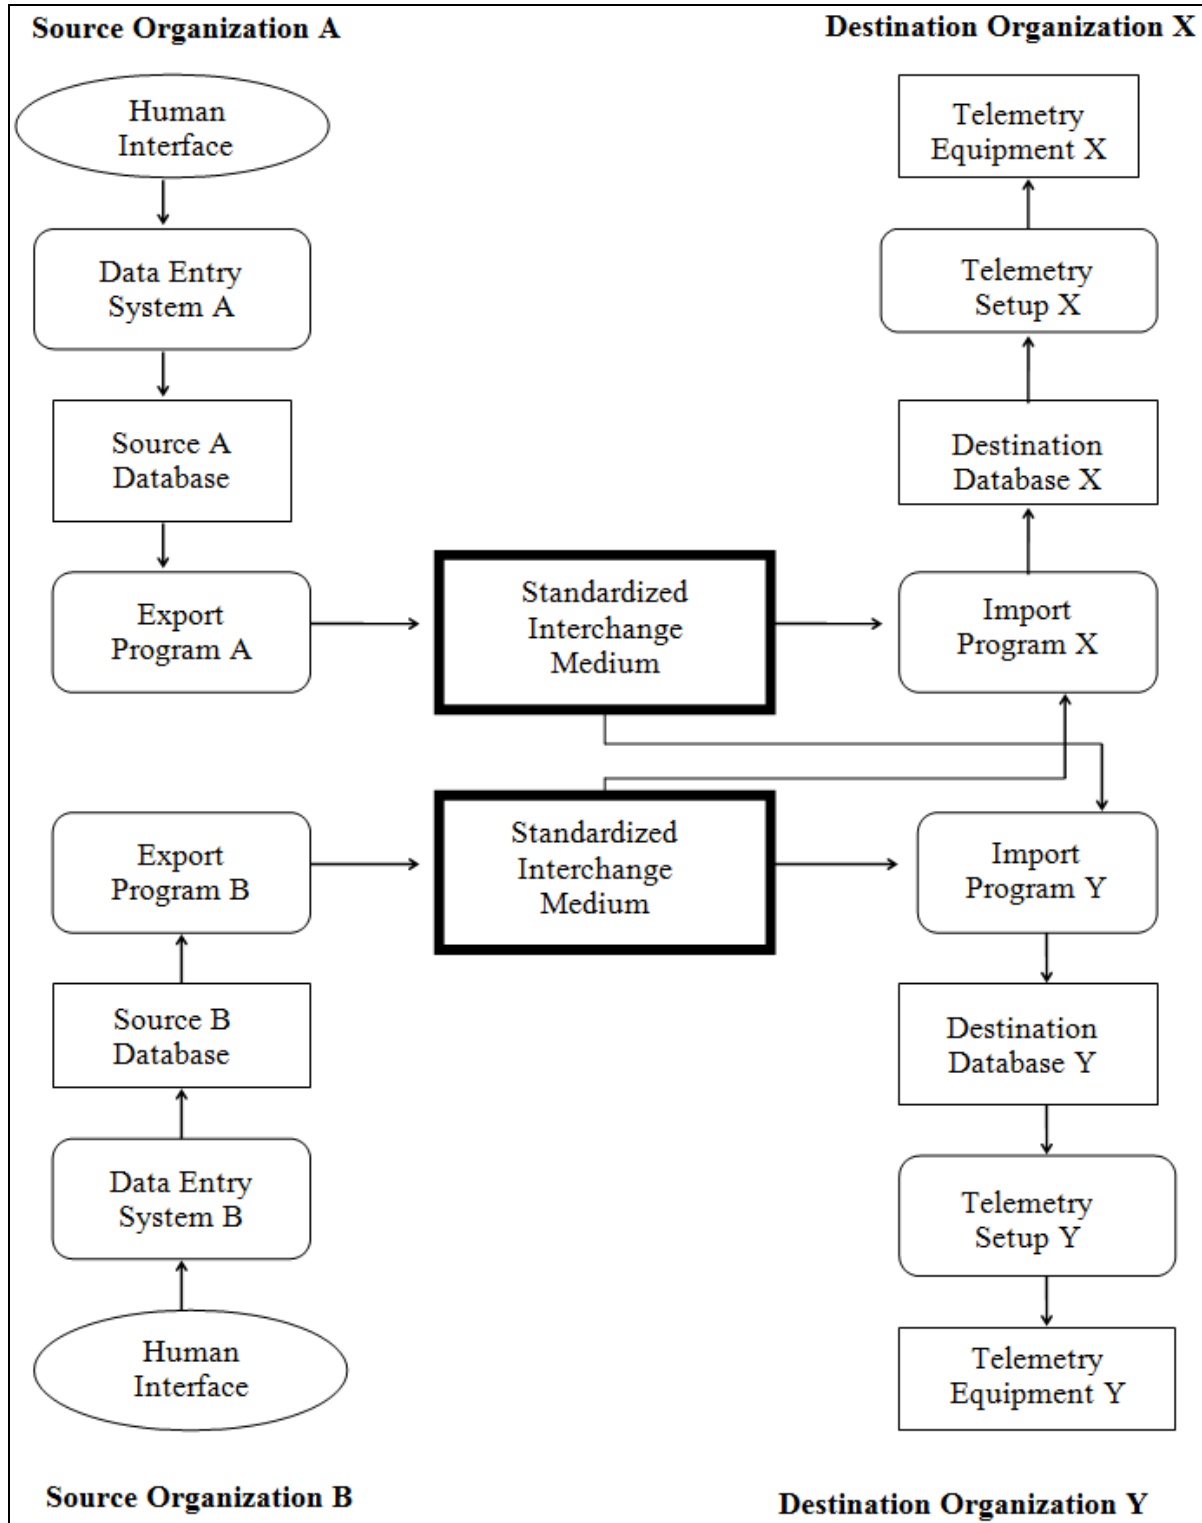 Source Organization A
Destination Organization X
Human
Interface
Telemetry
Equipment X
Data Entry
System A
Telemetry
Setup X
Source A
Database
Destination
Database X
Export
Program A
Standardized
Interchange
Medium
Import
Program X
Export
Program B
Standardized
Interchange
Medium
Import
Program Y
Source B
Database
Destination
Database Y
Data Entry
System B
Telemetry
Setup Y
Human
Interface
Telemetry
Equipment Y
Source Organization B
Destination Organization Y